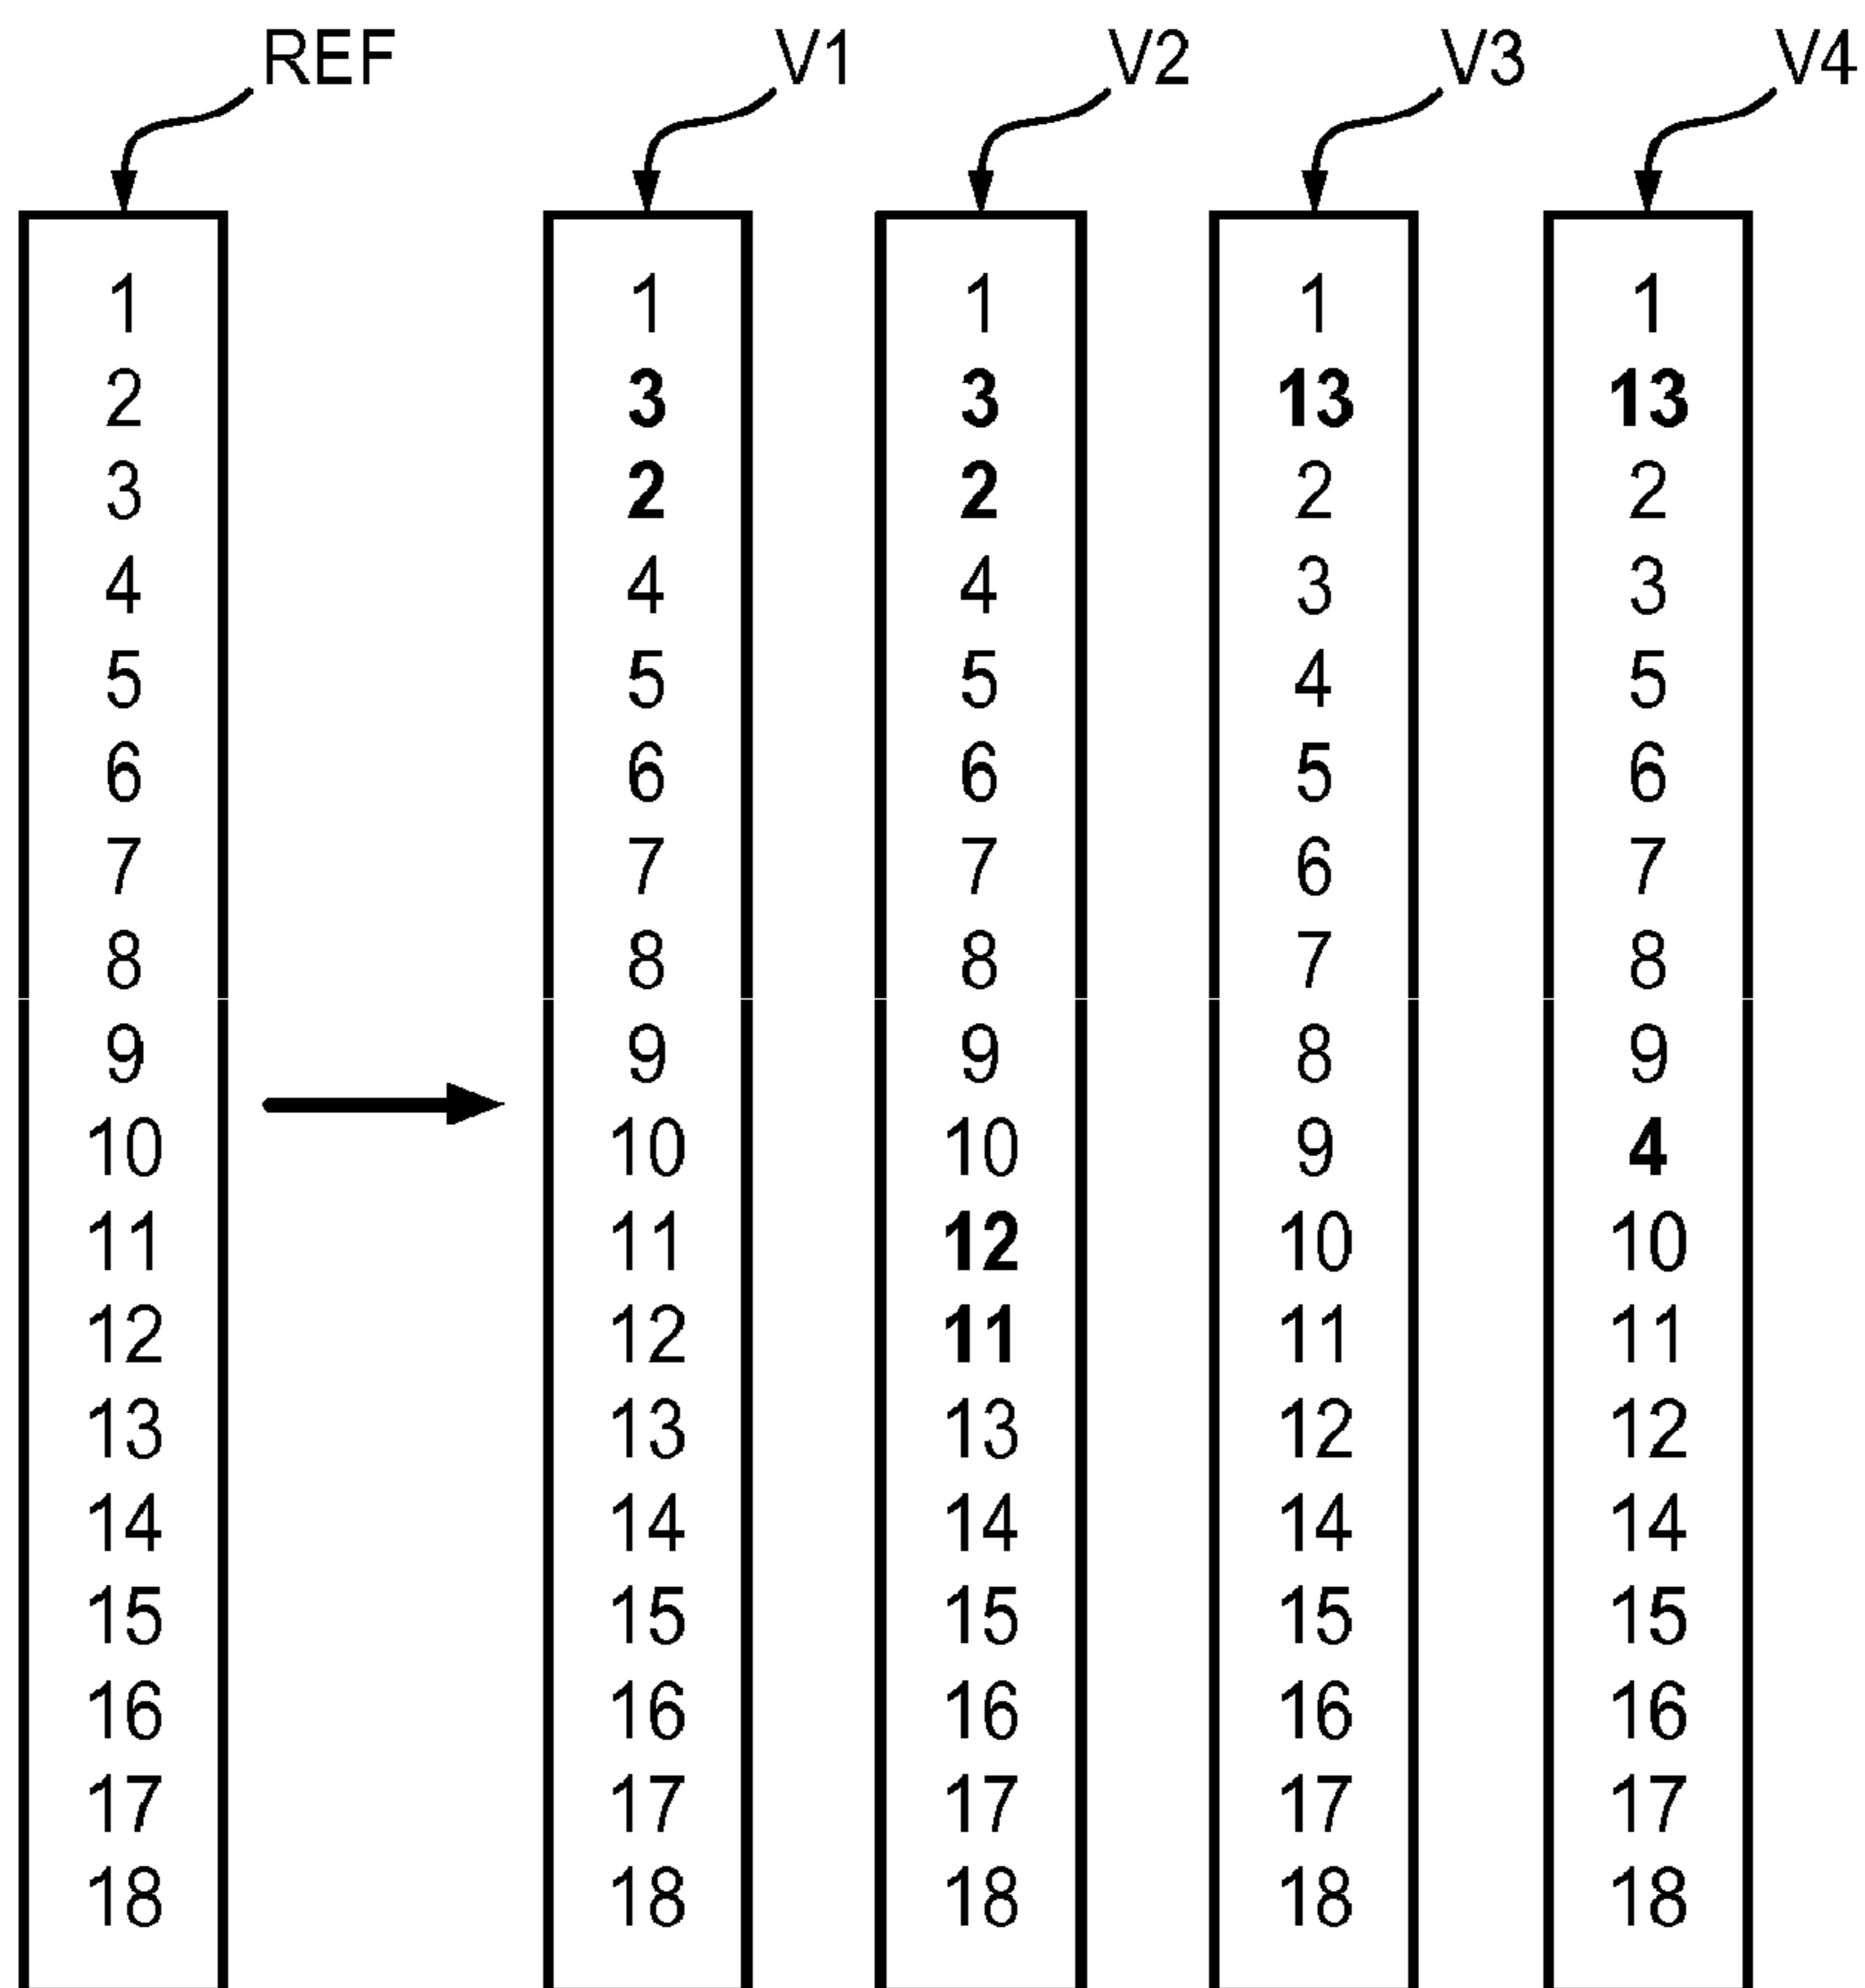 REF V1 V2 V3 V4
1 1 1 1 1
2 3 3 13 13
3 2 2 2 2
4 4 4 3 3
5 5 5 4 5
6 6 6 5 6
7 7 7 6 7
8 8 8 7 8
9 9 9 8 9
10 10 10 9 4
11 11 12 10 10
12 12 11 11 11
13 13 13 12 12
14 14 14 14 14
15 15 15 15 15
16 16 16 16 16
17 17 17 17 17
18 18 18 18 18